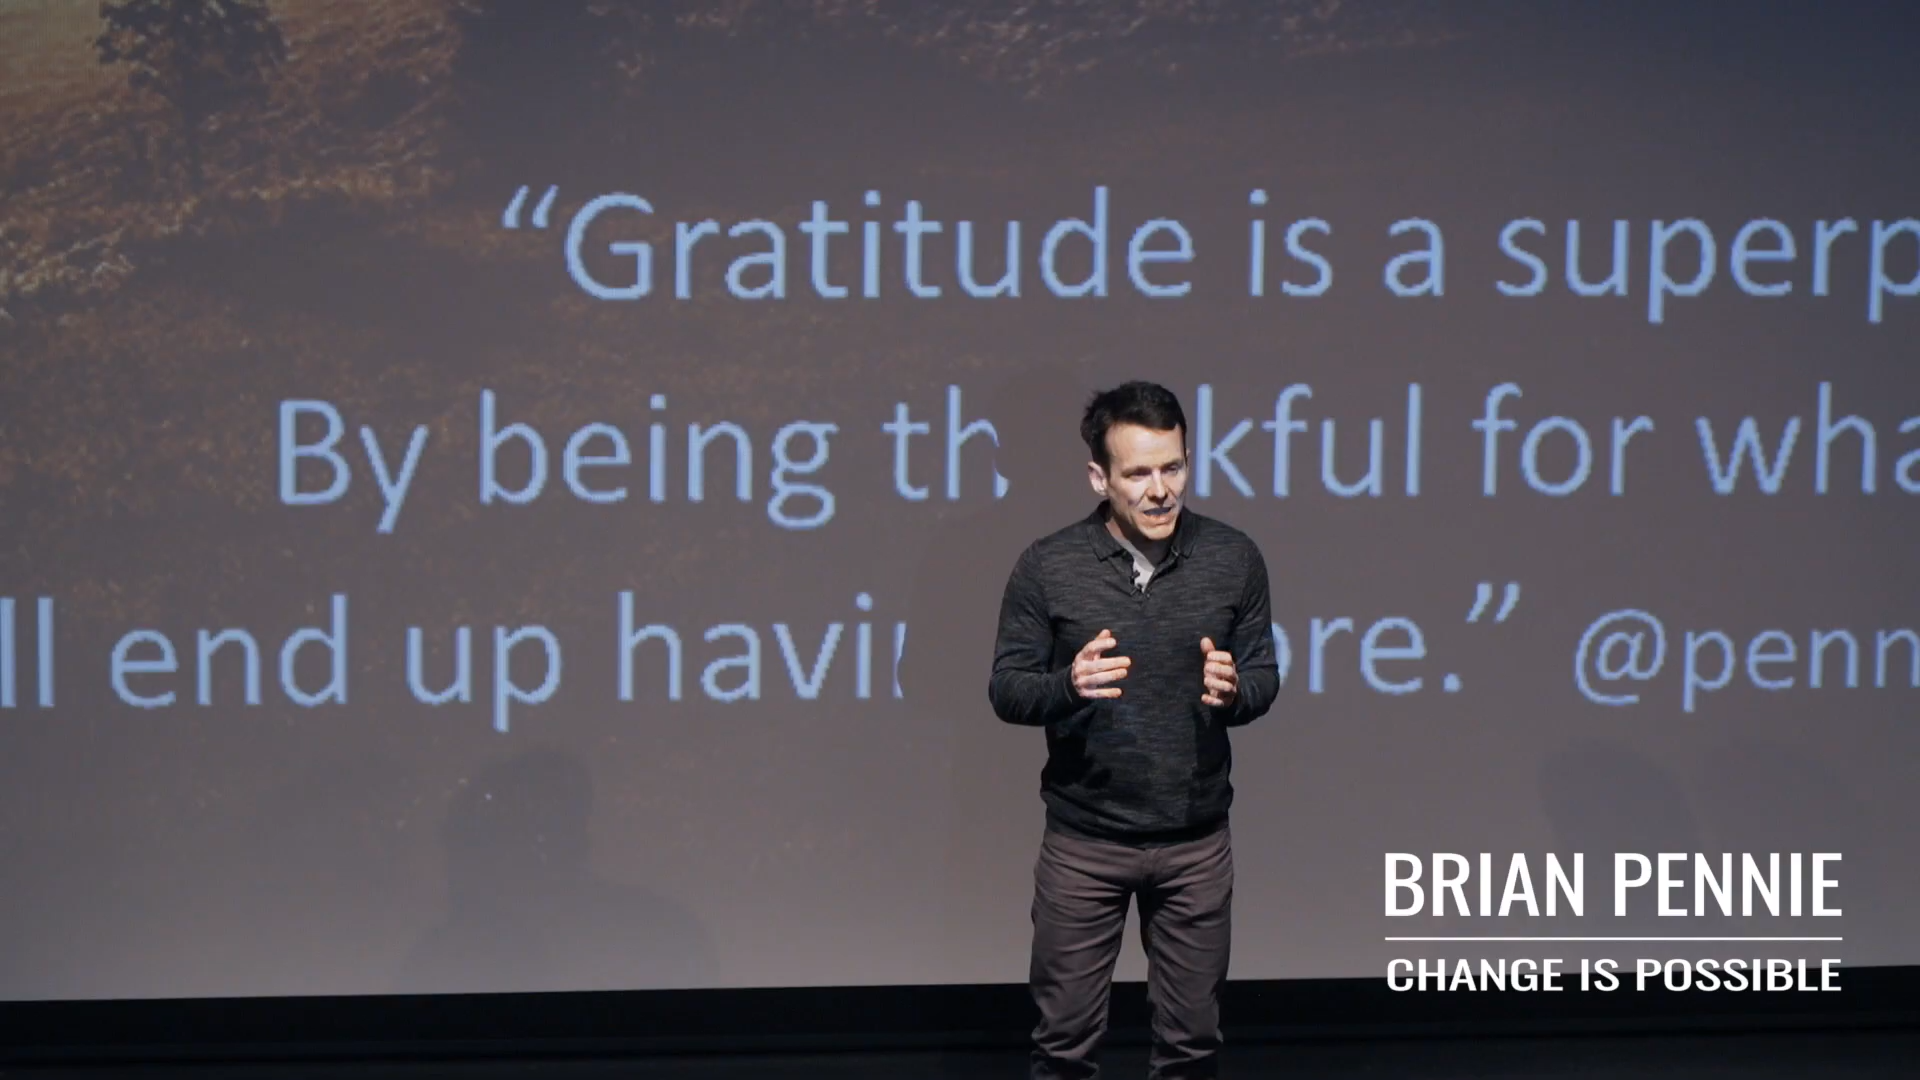 “Gratitude is a superp
By being th kful for wha
ll end up havi ore.” @penn
BRIAN PENNIE
CHANGE IS POSSIBLE